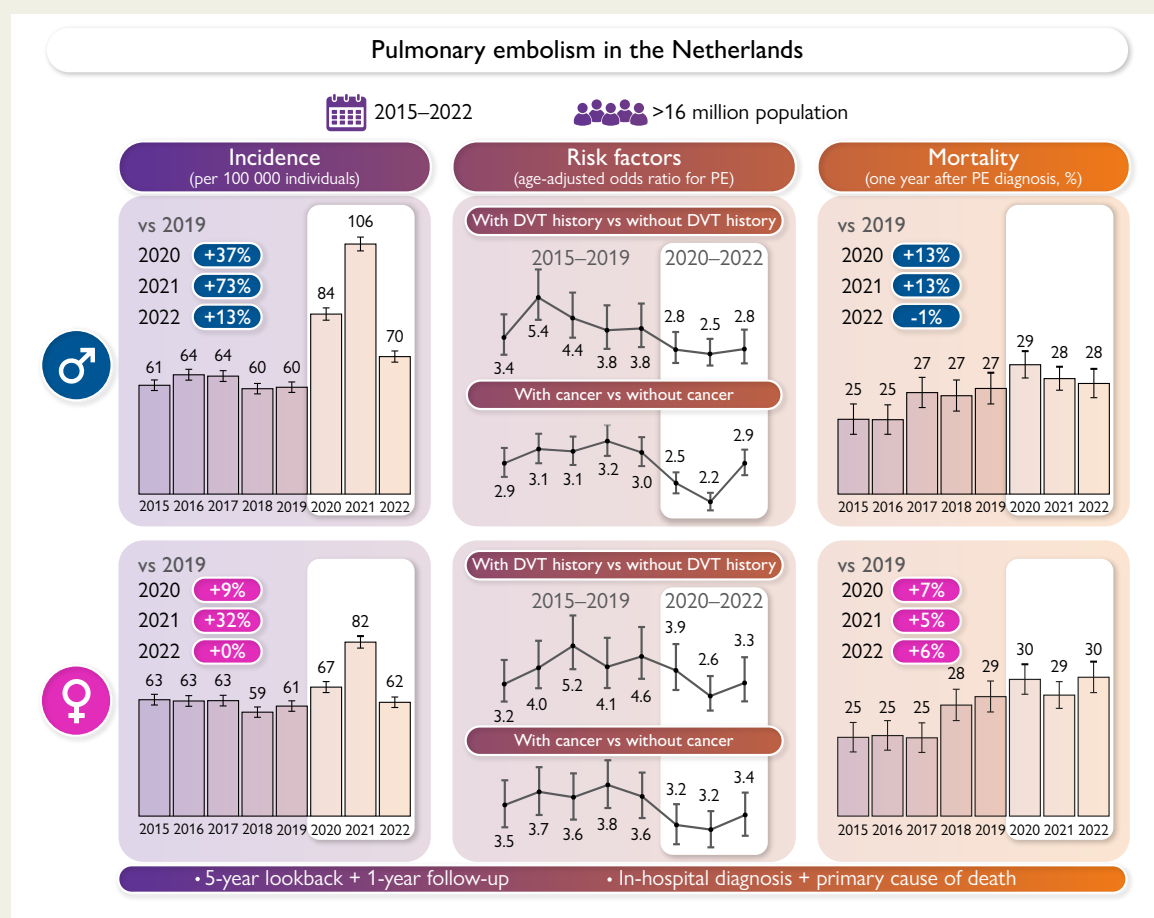 Pulmonary embolism in the Netherlands
2015–2022
>16 million population
Incidence
(per 100 000 individuals)
Risk factors
(age-adjusted odds ratio for PE)
Mortality
(one year after PE diagnosis, %)
vs 2019
2020 +37%
2021 +73%
2022 +13%
61 64 64 60 60 84 106 70
2015 2016 2017 2018 2019 2020 2021 2022
With DVT history vs without DVT history
2015–2019 2020–2022
3.4 5.4 4.4 3.8 3.8 2.8 2.5 2.8
With cancer vs without cancer
2.9 3.1 3.1 3.2 3.0 2.5 2.2 2.9
vs 2019
2020 +13%
2021 +13%
2022 -1%
25 25 27 27 27 29 28 28
2015 2016 2017 2018 2019 2020 2021 2022
vs 2019
2020 +9%
2021 +32%
2022 +0%
63 63 63 59 61 67 82 62
2015 2016 2017 2018 2019 2020 2021 2022
With DVT history vs without DVT history
2015–2019 2020–2022
3.2 4.0 5.2 4.1 4.6 3.9 2.6 3.3
With cancer vs without cancer
3.5 3.7 3.6 3.8 3.6 3.2 3.2 3.4
vs 2019
2020 +7%
2021 +5%
2022 +6%
25 25 25 28 29 30 29 30
2015 2016 2017 2018 2019 2020 2021 2022
• 5-year lookback + 1-year follow-up • In-hospital diagnosis + primary cause of death